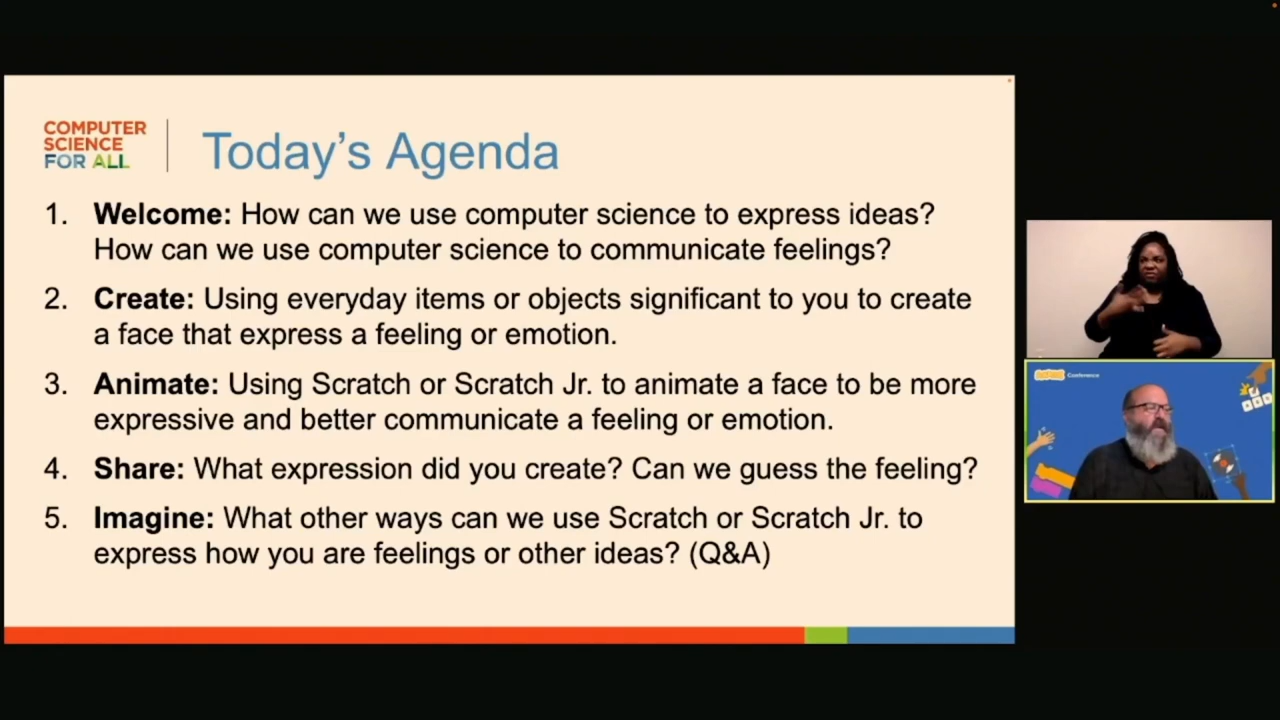 COMPUTER
SCIENCE
FOR ALL
Today's Agenda
1. Welcome: How can we use computer science to express ideas?
How can we use computer science to communicate feelings?
2. Create: Using everyday items or objects significant to you to create
a face that express a feeling or emotion.
3. Animate: Using Scratch or Scratch Jr. to animate a face to be more
expressive and better communicate a feeling or emotion.
4. Share: What expression did you create? Can we guess the feeling?
5. Imagine: What other ways can we use Scratch or Scratch Jr. to
express how you are feelings or other ideas? (Q&A)
Conference